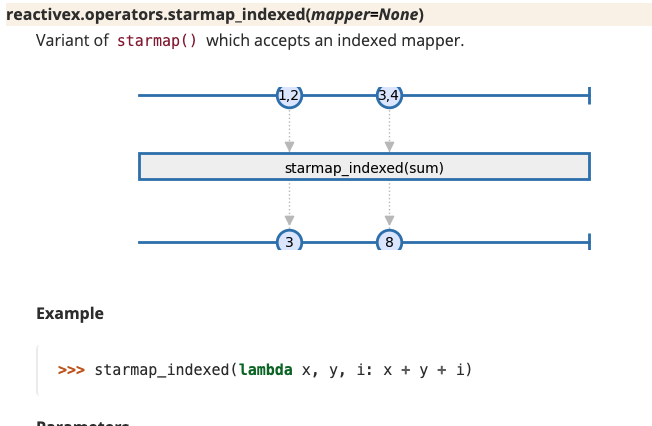 reactivex.operators.starmap_indexed(mapper=None)
Variant of starmap() which accepts an indexed mapper.
1,2 3,4
starmap_indexed(sum)
3 8
Example
>>> starmap_indexed(lambda x, y, i: x + y + i)
Parameters